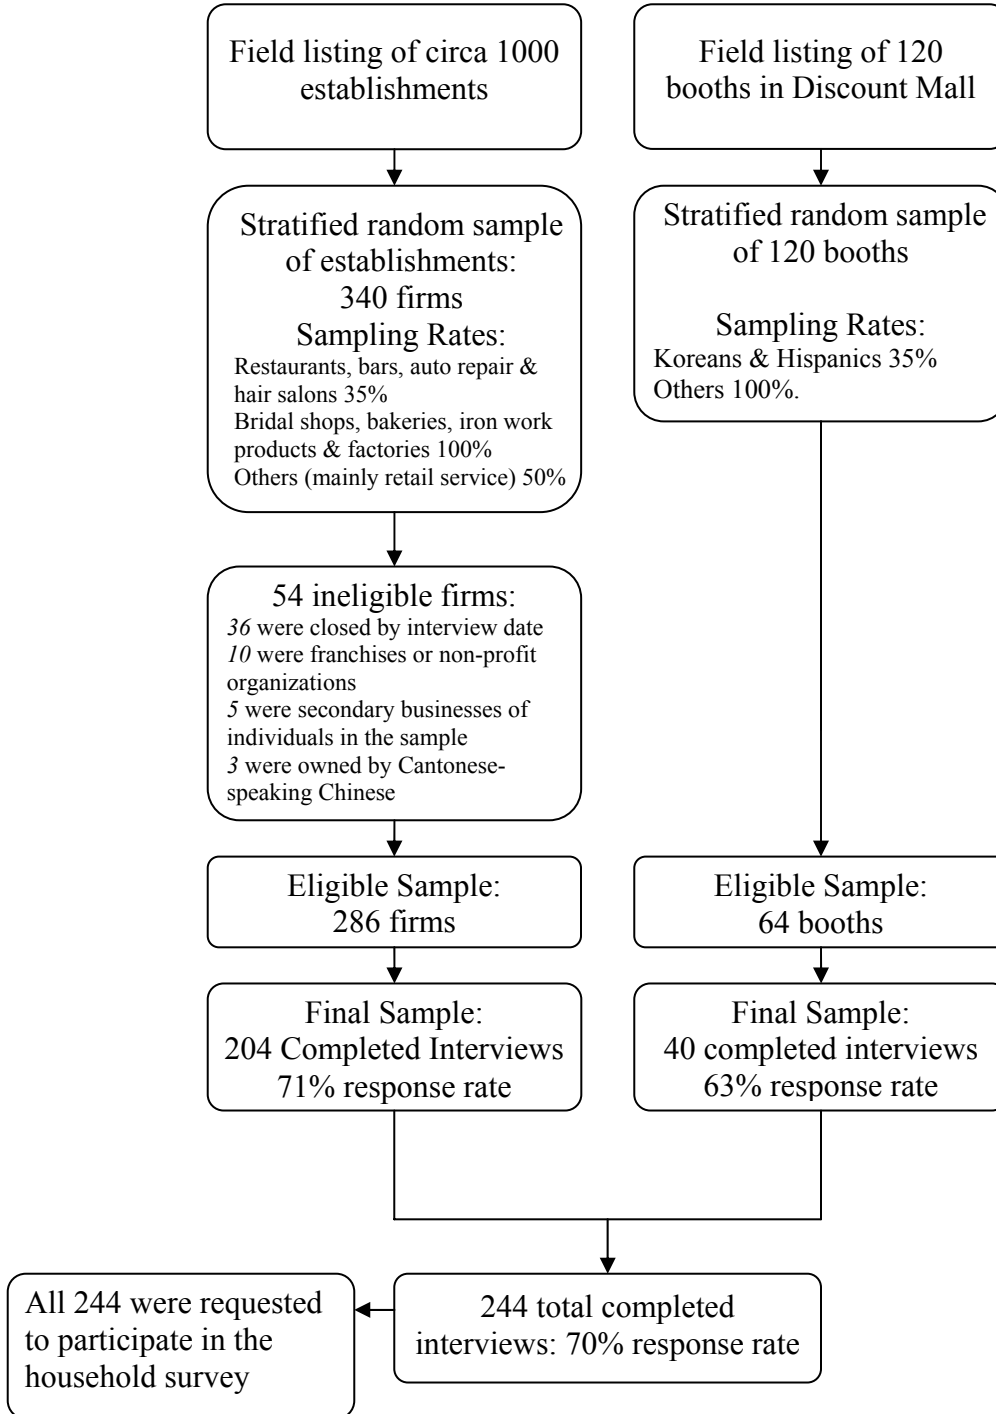 Field listing of circa 1000
establishments
Field listing of 120
booths in Discount Mall
Stratified random sample
of establishments:
340 firms
Sampling Rates:
Restaurants, bars, auto repair &
hair salons 35%
Bridal shops, bakeries, iron work
products & factories 100%
Others (mainly retail service) 50%
Stratified random sample
of 120 booths
Sampling Rates:
Koreans & Hispanics 35%
Others 100%.
54 ineligible firms:
36 were closed by interview date
10 were franchises or non-profit
organizations
5 were secondary businesses of
individuals in the sample
3 were owned by Cantonese-
speaking Chinese
Eligible Sample:
286 firms
Eligible Sample:
64 booths
Final Sample:
204 Completed Interviews
71% response rate
Final Sample:
40 completed interviews
63% response rate
All 244 were requested
to participate in the
household survey
244 total completed
interviews: 70% response rate